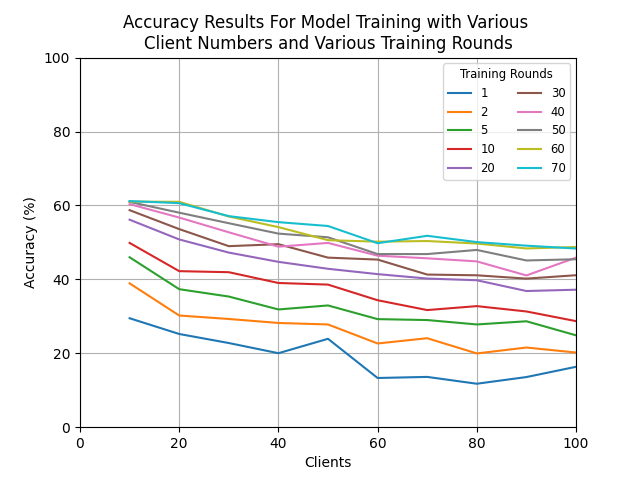 Accuracy Results For Model Training with Various
Client Numbers and Various Training Rounds
Training Rounds
1 30
2 40
5 50
10 60
20 70
Accuracy (%)
100
80
60
40
20
0
0 20 40 60 80 100
Clients